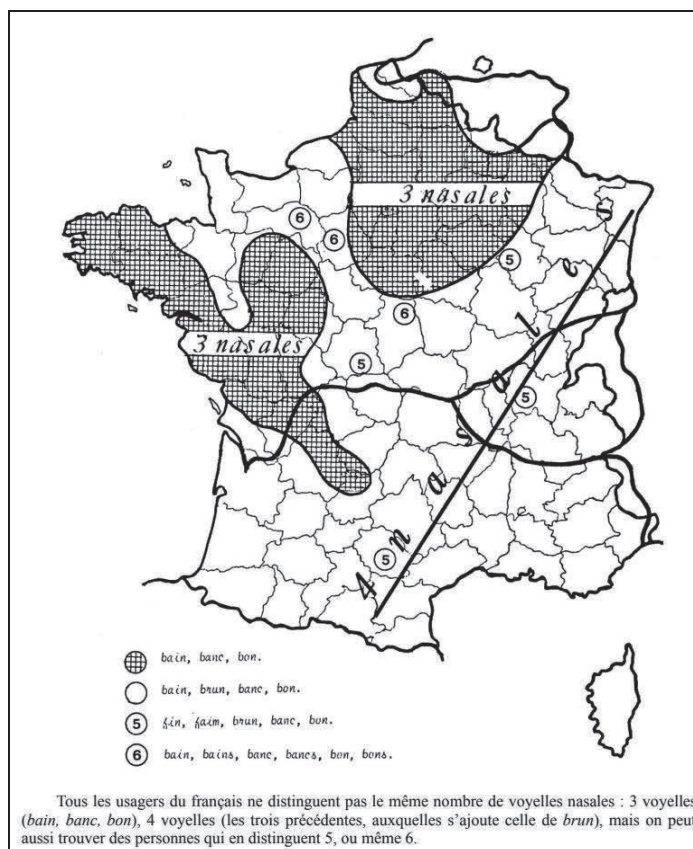 3 nasales
6
6
5
6
3 nasales
5
5
4 nasales
5
bain, banc, bon.
bain, brun, banc, bon.
5 fin, faim, brun, banc, bon.
6 bain, bains, banc, bancs, bon, bons.
Tous les usagers du français ne distinguent pas le même nombre de voyelles nasales : 3 voyelles
(bain, banc, bon), 4 voyelles (les trois précédentes, auxquelles s’ajoute celle de brun), mais on peut
aussi trouver des personnes qui en distinguent 5, ou même 6.